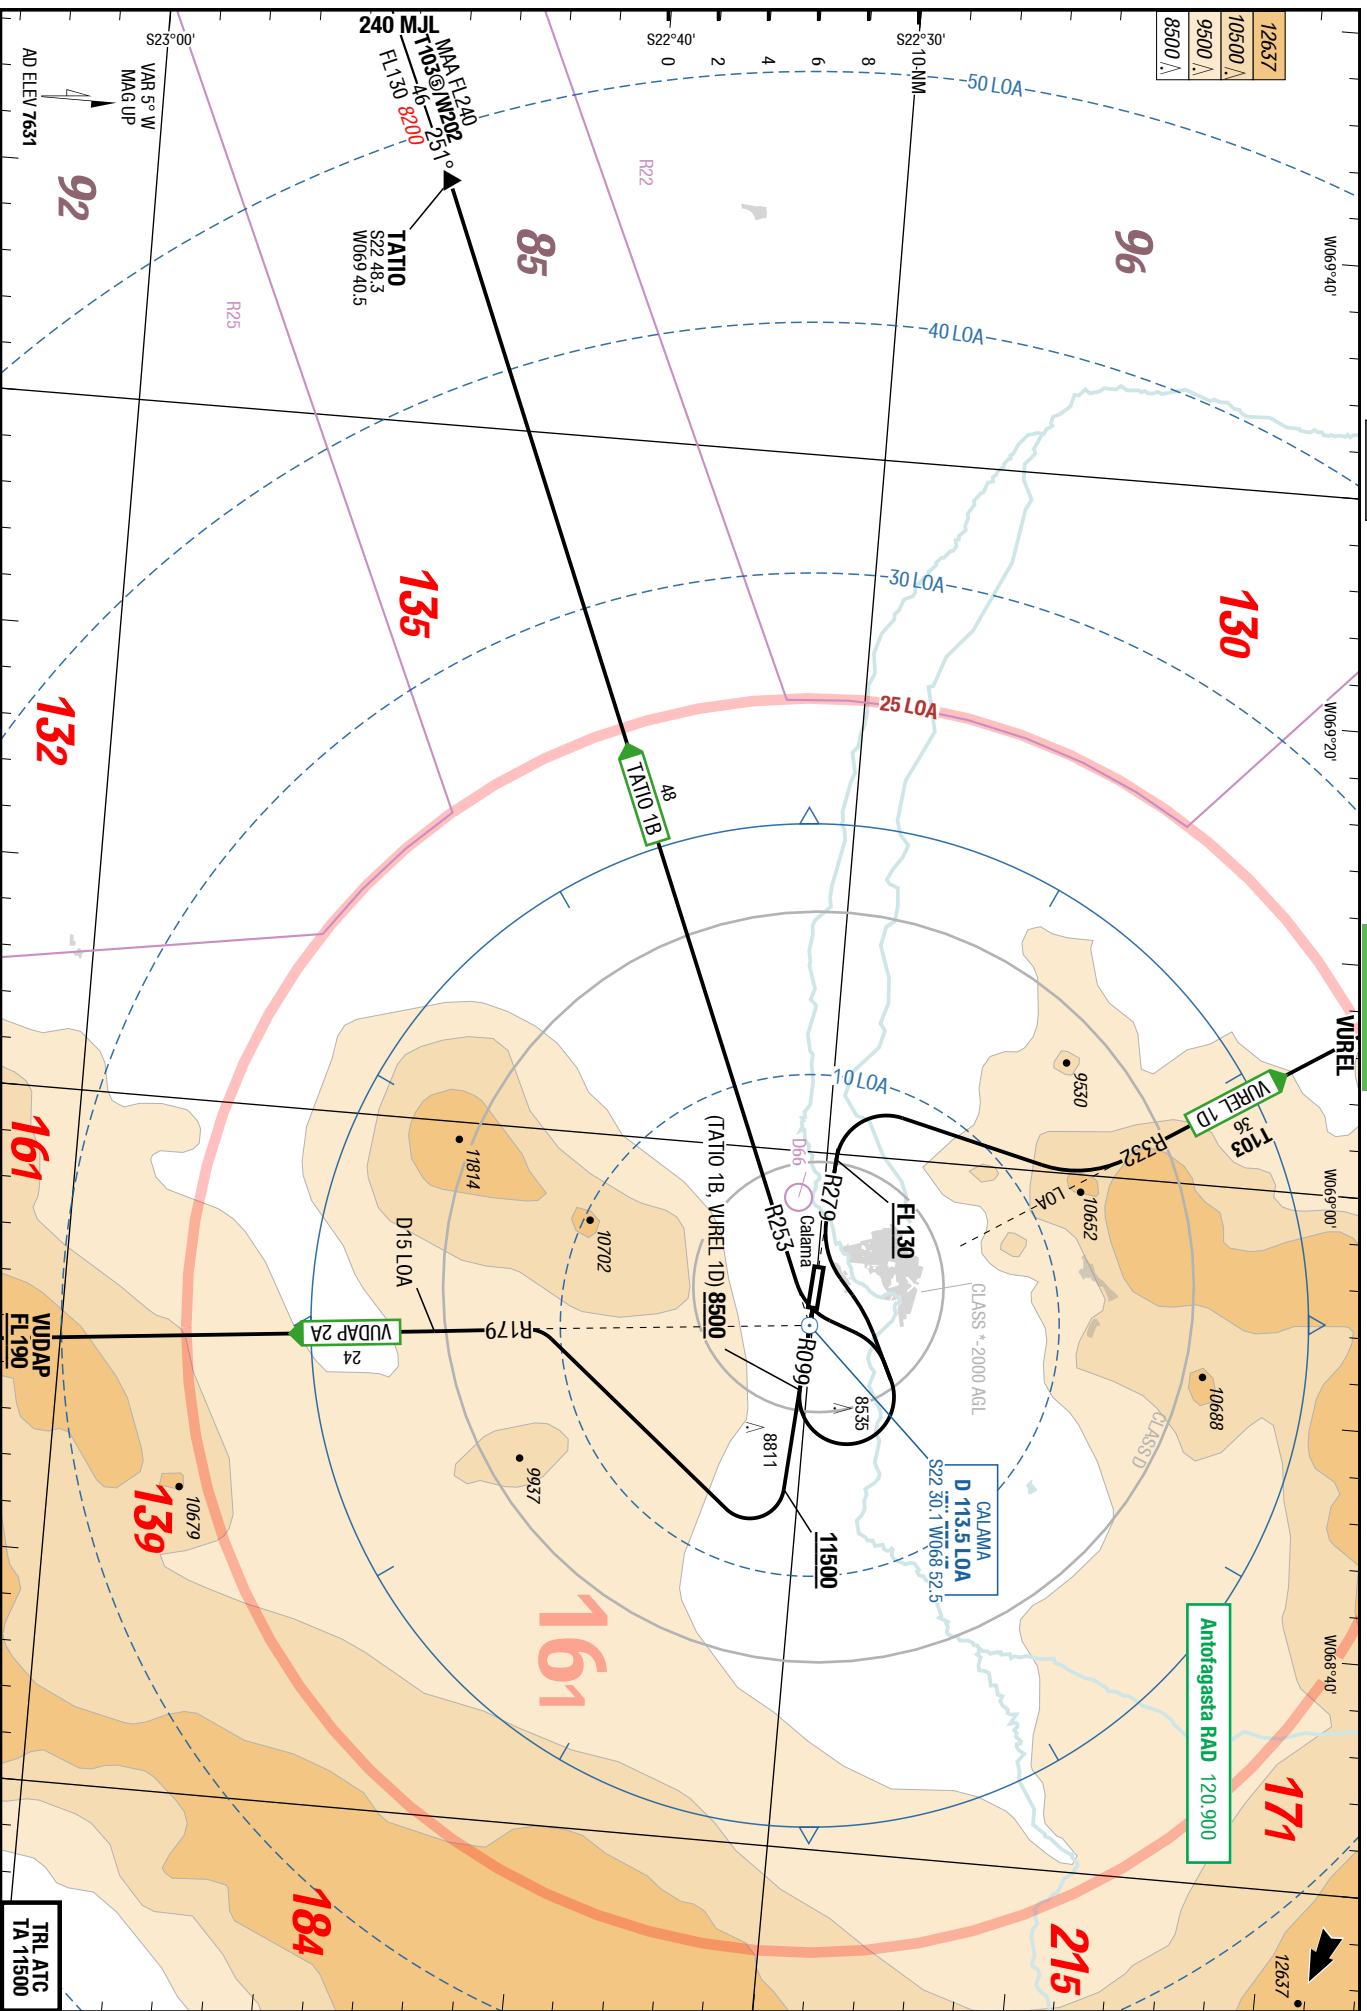 12637
10500
9500
8500
S23°00'
S22°40'
S22°30'
0
2
4
6
8
10 NM
VAR 5° W
MAG UP
AD ELEV 7631
240 MJL
MAA FL240
T103⑤/W202
46 251°
FL130 8200
TATIO
S22 48.3
W069 40.5
R22
R25
92
85
96
50 LOA
40 LOA
30 LOA
25 LOA
10 LOA
W069°40'
W069°20'
W069°00'
W068°40'
135
130
132
48
TATIO 1B
VUREL
VUREL 1D
36
T103
R332
LOA
9530
10652
10688
11814
10702
9937
10679
D66
Calama
R279
R253
R099
FL130
(TATIO 1B, VUREL 1D) 8500
D15 LOA
R179
VUDAP 2A
24
VUDAP
FL190
8535
8811
11500
CLASS *-2000 AGL
CLASS D
CALAMA
D 113.5 LOA
S22 30.1 W068 52.5
Antofagasta RAD 120.900
161
139
161
171
184
215
12637
TRL ATC
TA 11500